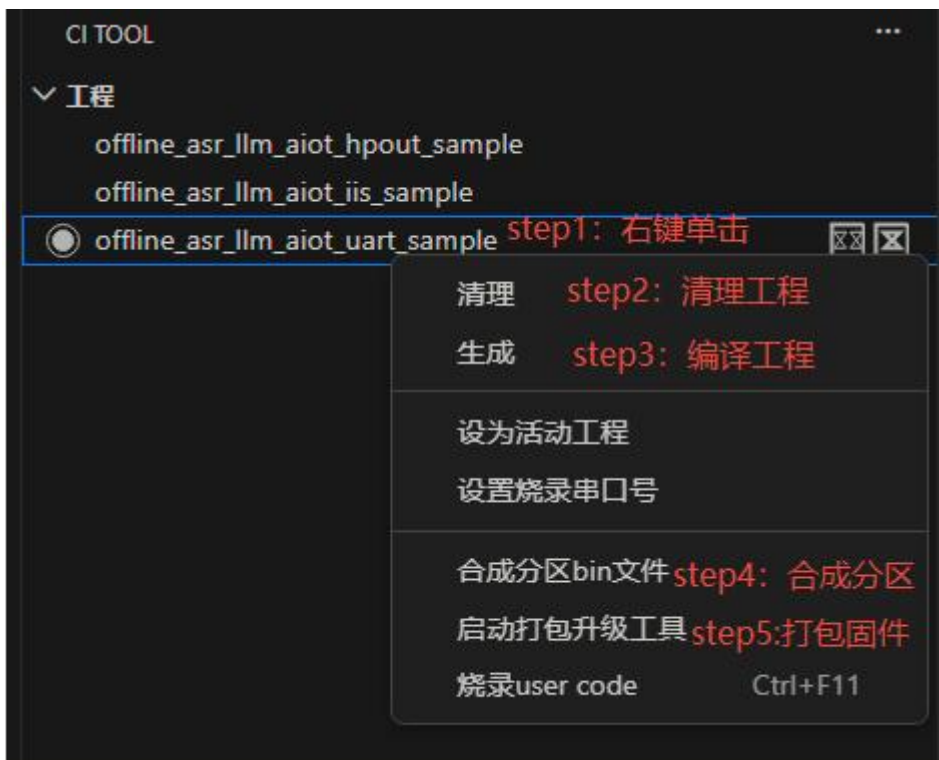 CI TOOL ...
工程
offline_asr_llm_aiot_hpout_sample
offline_asr_llm_aiot_iis_sample
offline_asr_llm_aiot_uart_sample step1：右键单击
清理 step2：清理工程
生成 step3：编译工程
设为活动工程
设置烧录串口号
合成分区bin文件 step4：合成分区
启动打包升级工具 step5:打包固件
烧录user code Ctrl+F11